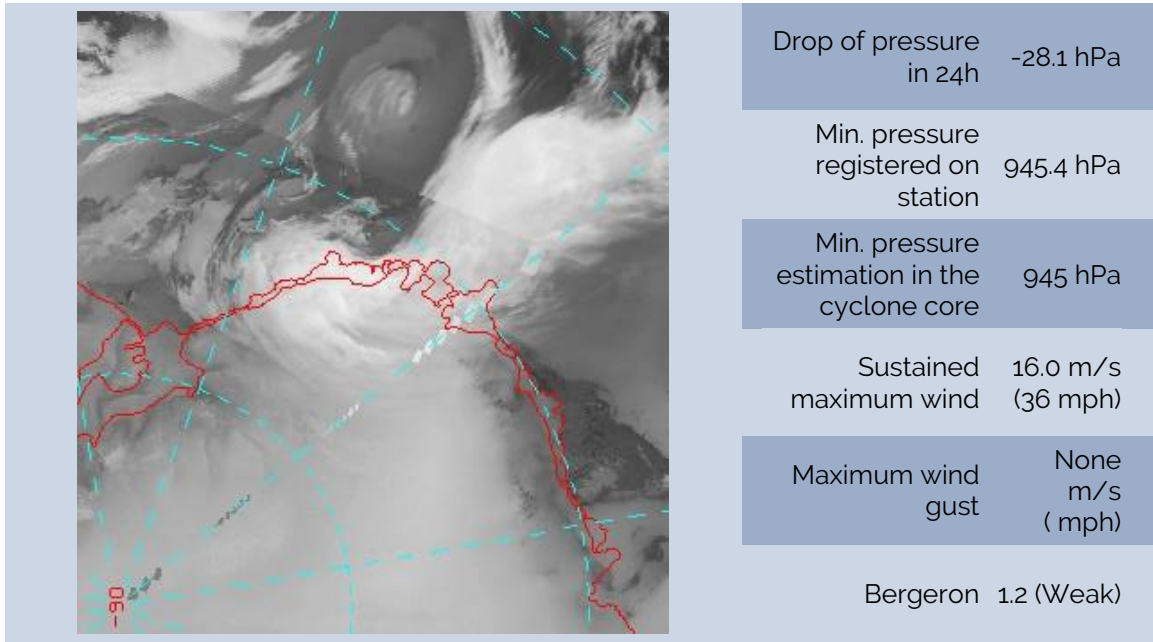 Drop of pressure
in 24h
-28.1 hPa
Min. pressure
registered on
station
945.4 hPa
Min. pressure
estimation in the
cyclone core
945 hPa
Sustained
maximum wind
16.0 m/s
(36 mph)
Maximum wind
gust
None
m/s
( mph)
Bergeron
1.2 (Weak)
-90